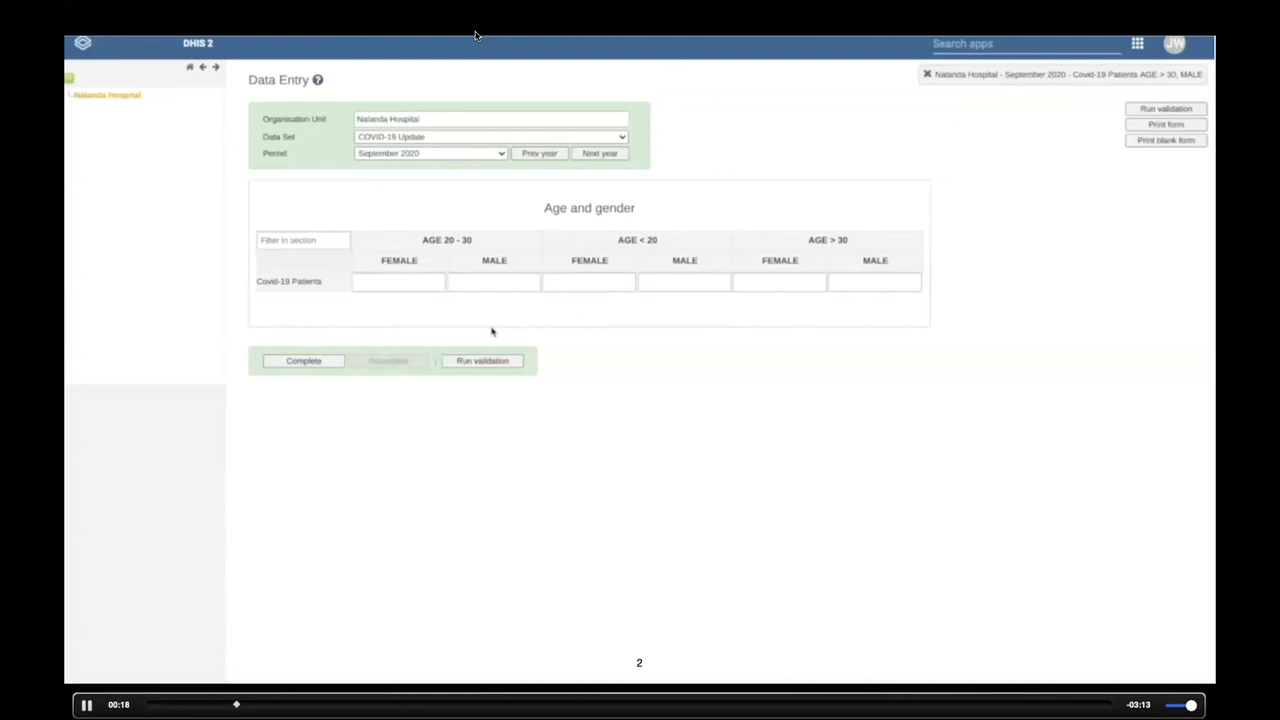 DHIS 2
Search apps
JW
Nalanda Hospital
Data Entry ?
Nalanda Hospital - September 2020 - Covid-19 Patients AGE > 30, MALE
Run validation
Print form
Print blank form
Organisation Unit Nalanda Hospital
Data Set COVID-19 Update
Period September 2020 Prev year Next year
Age and gender
Filter in section AGE 20 - 30 AGE < 20 AGE > 30
FEMALE MALE FEMALE MALE FEMALE MALE
Covid-19 Patients
Complete | Run validation
2
00:18 -03:13